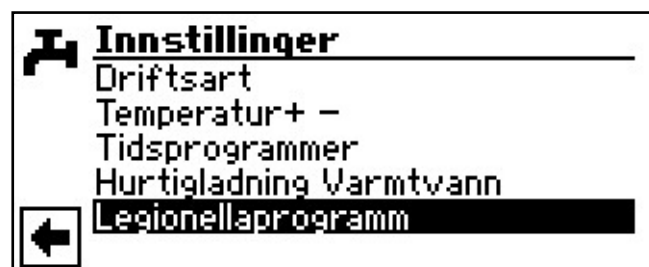 Innstillinger
Driftsart
Temperatur+ −
Tidsprogrammer
Hurtigladning Varmtvann
Legionellaprogramm